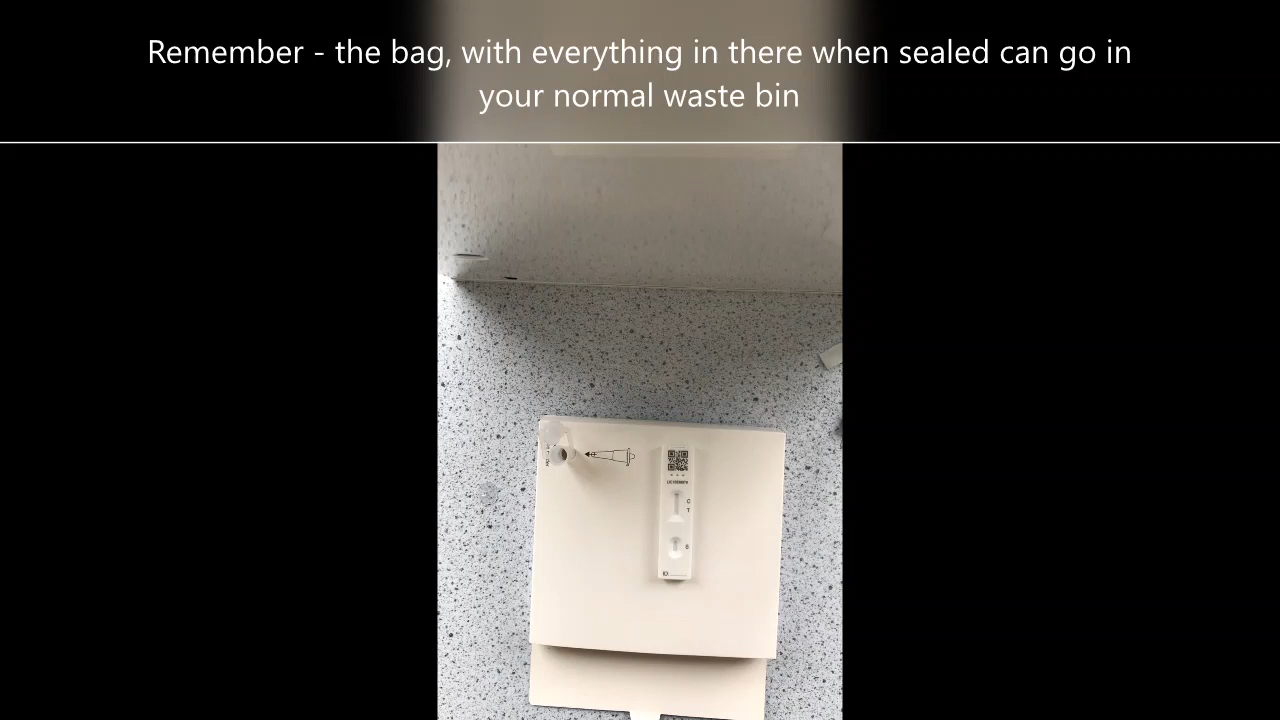 Remember - the bag, with everything in there when sealed can go in
your normal waste bin
C
T